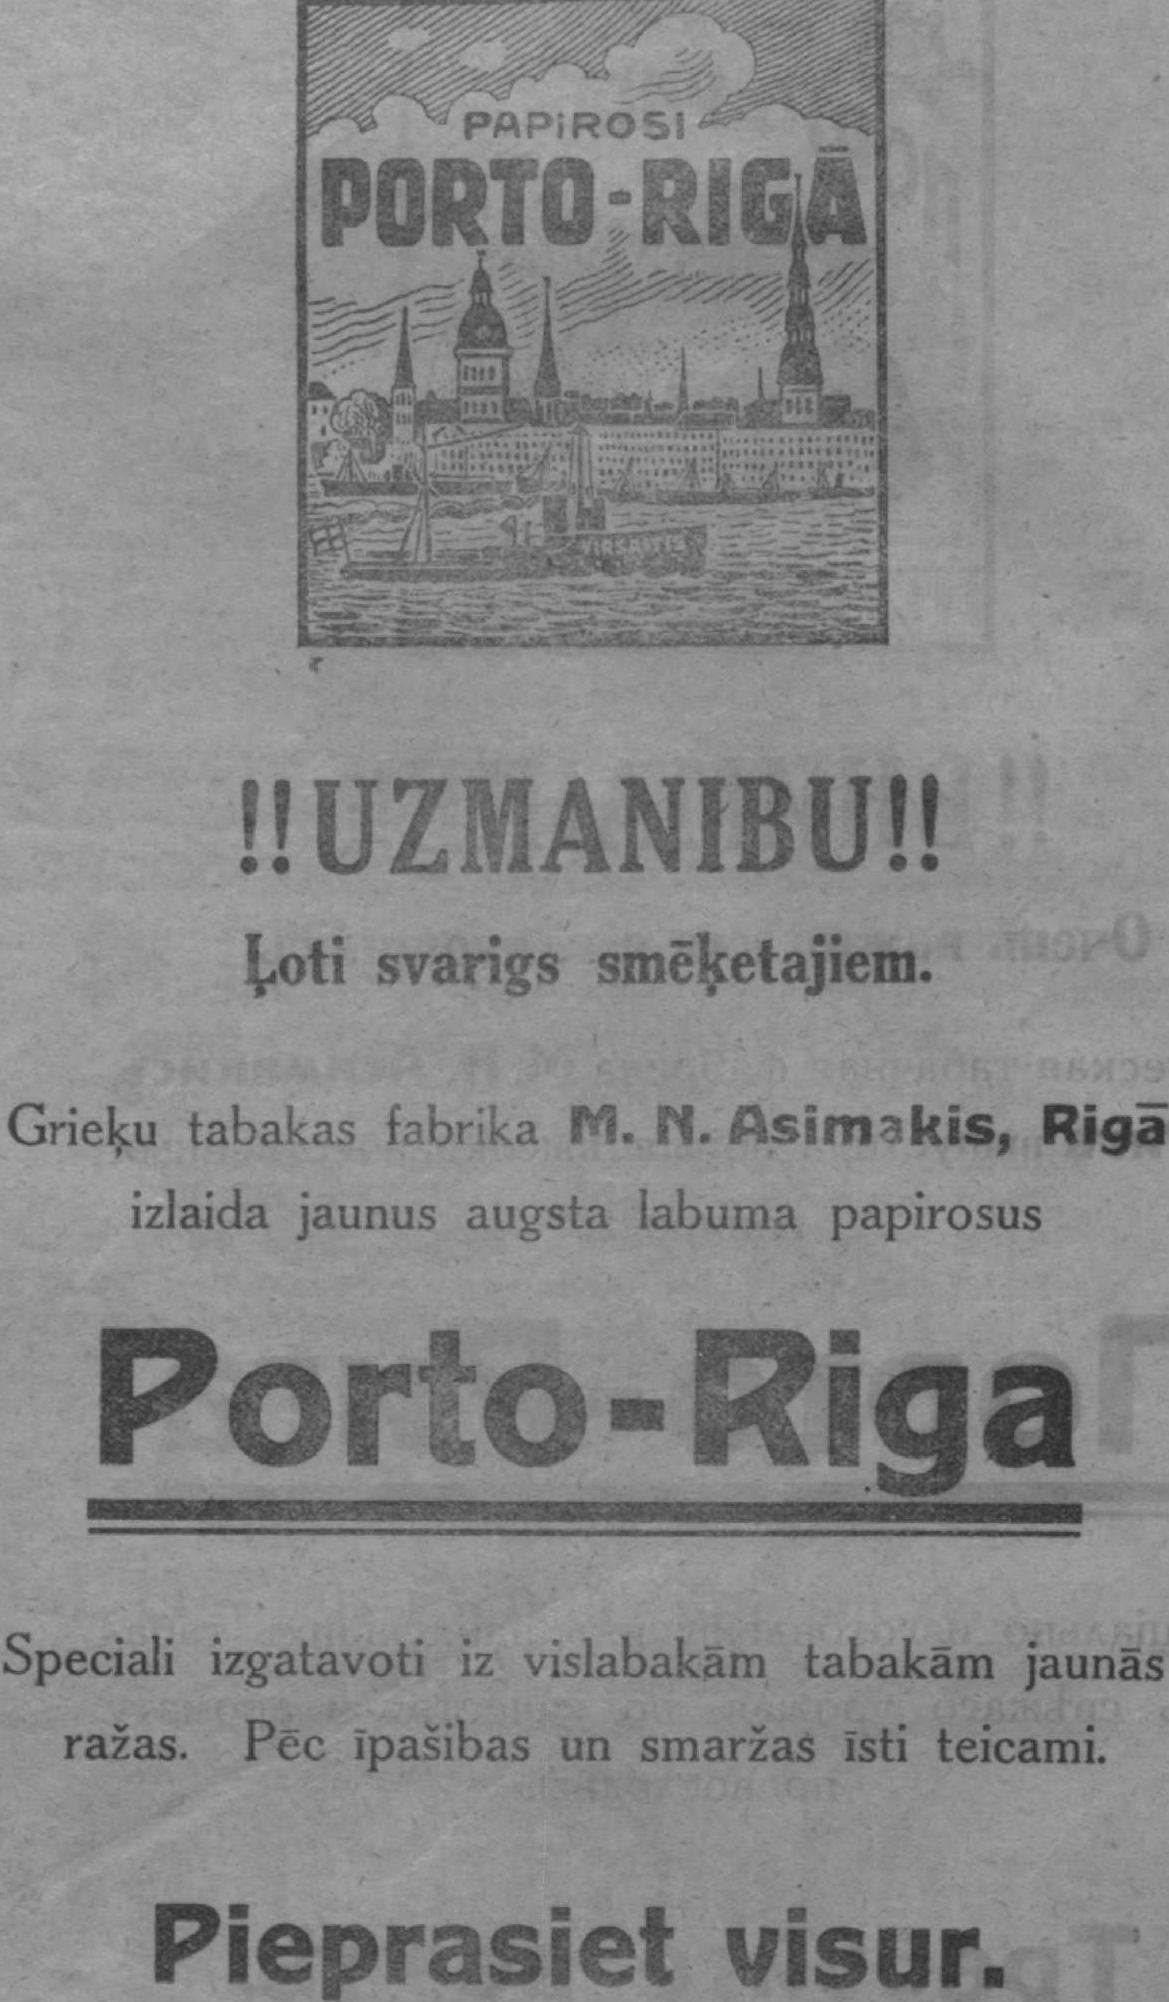 PAPIROSI
PORTO-RIGĀ
VIRSAITIS
!!UZMANIBU!!
Ļoti svarigs smēķetajiem.
Grieķu tabakas fabrika M. N. Asimakis, Rigā
izlaida jaunus augsta labuma papirosus
Porto-Riga
Speciali izgatavoti iz vislabakām tabakām jaunās
ražas. Pēc īpašibas un smaržas īsti teicami.
Pieprasiet visur.